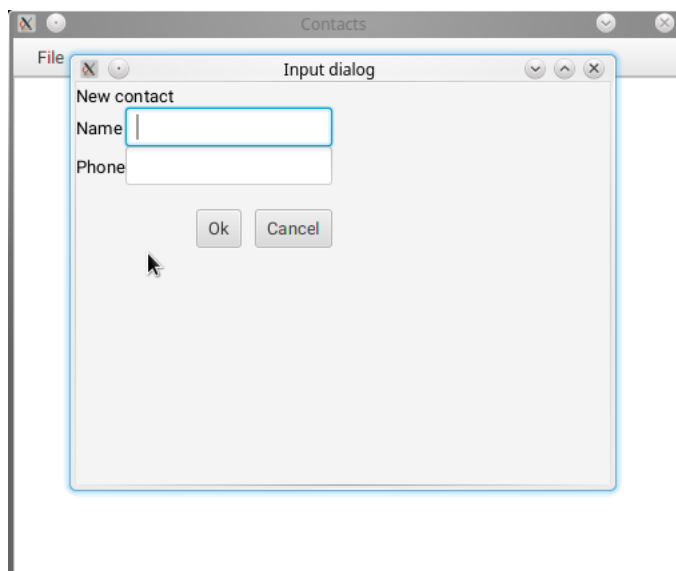 Contacts
File
Input dialog
New contact
Name
Phone
Ok Cancel